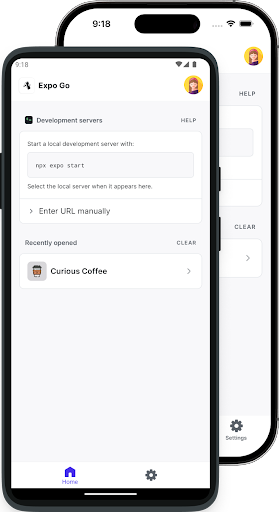 9:18
9:18
Expo Go
Development servers
HELP
HELP
Start a local development server with:
npx expo start
Select the local server when it appears here.
Enter URL manually
Recently opened
CLEAR
CLEAR
Curious Coffee
Home
Settings